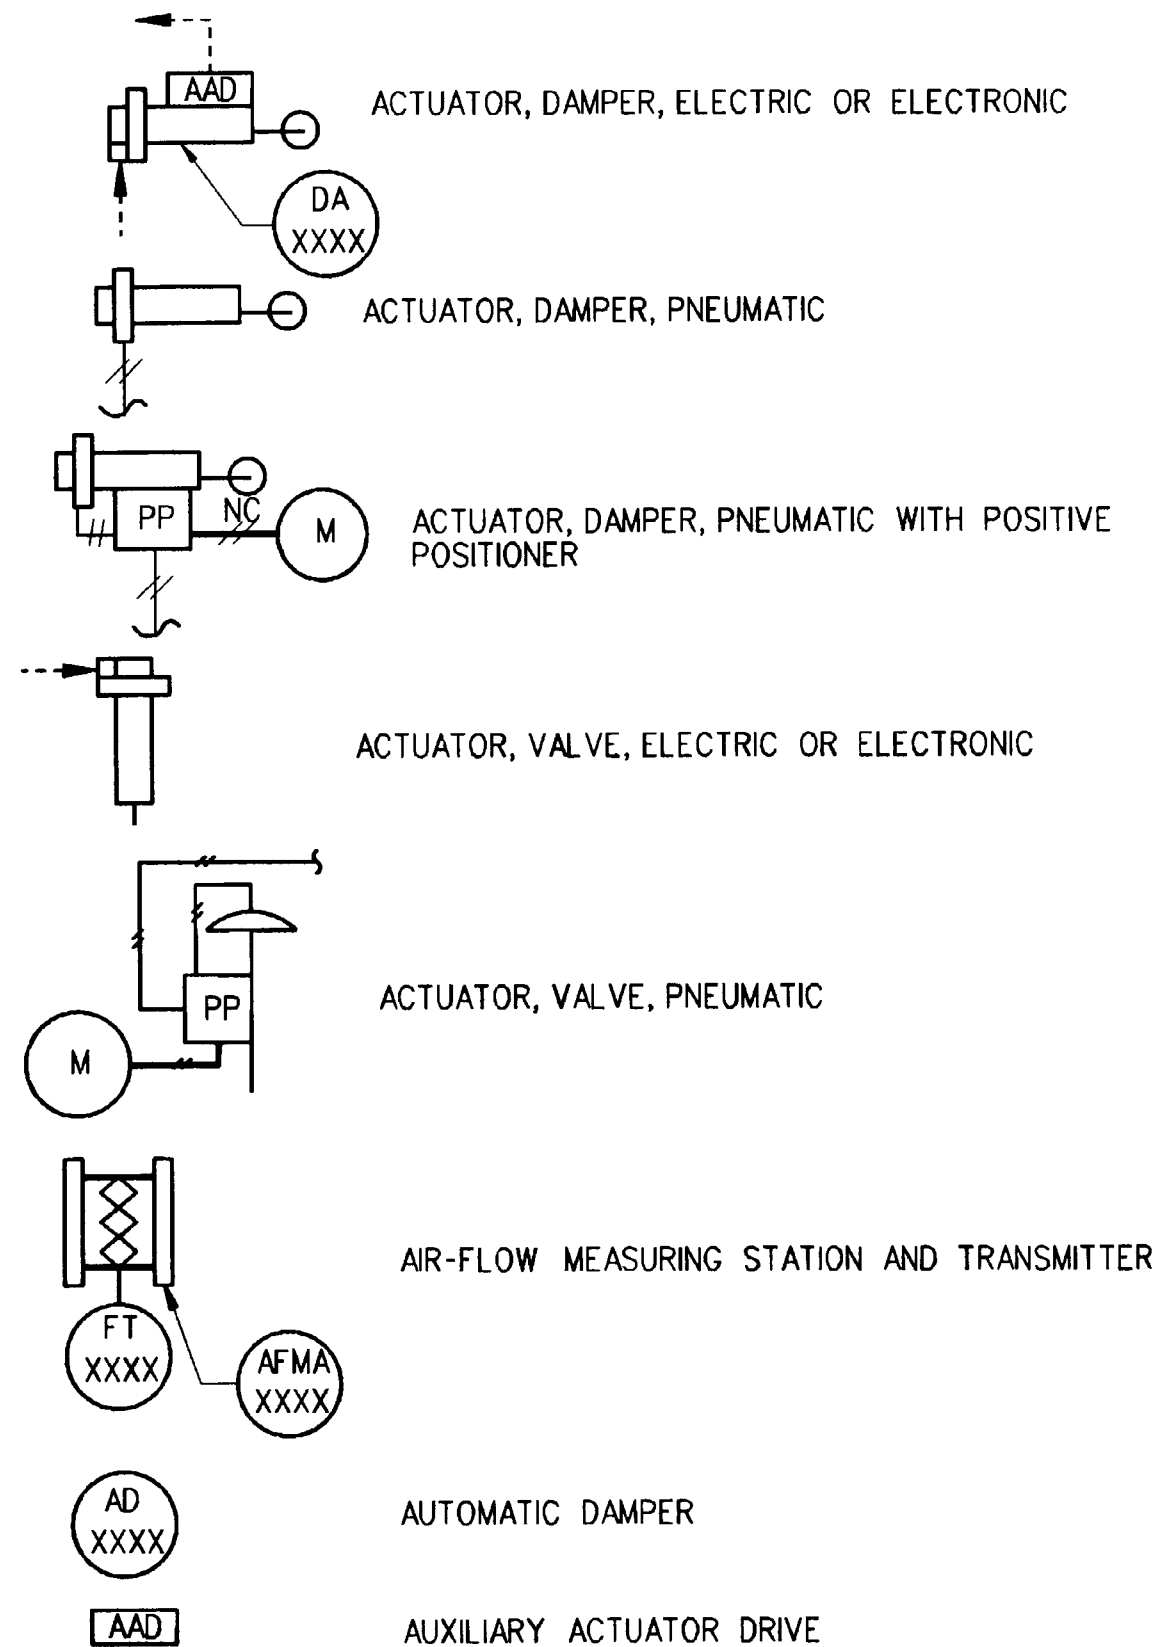 AAD
ACTUATOR, DAMPER, ELECTRIC OR ELECTRONIC
DA
XXXX
ACTUATOR, DAMPER, PNEUMATIC
PP
NC
M
ACTUATOR, DAMPER, PNEUMATIC WITH POSITIVE
POSITIONER
ACTUATOR, VALVE, ELECTRIC OR ELECTRONIC
PP
ACTUATOR, VALVE, PNEUMATIC
M
AIR-FLOW MEASURING STATION AND TRANSMITTER
FT
XXXX
AFMA
XXXX
AD
XXXX
AUTOMATIC DAMPER
AAD
AUXILIARY ACTUATOR DRIVE